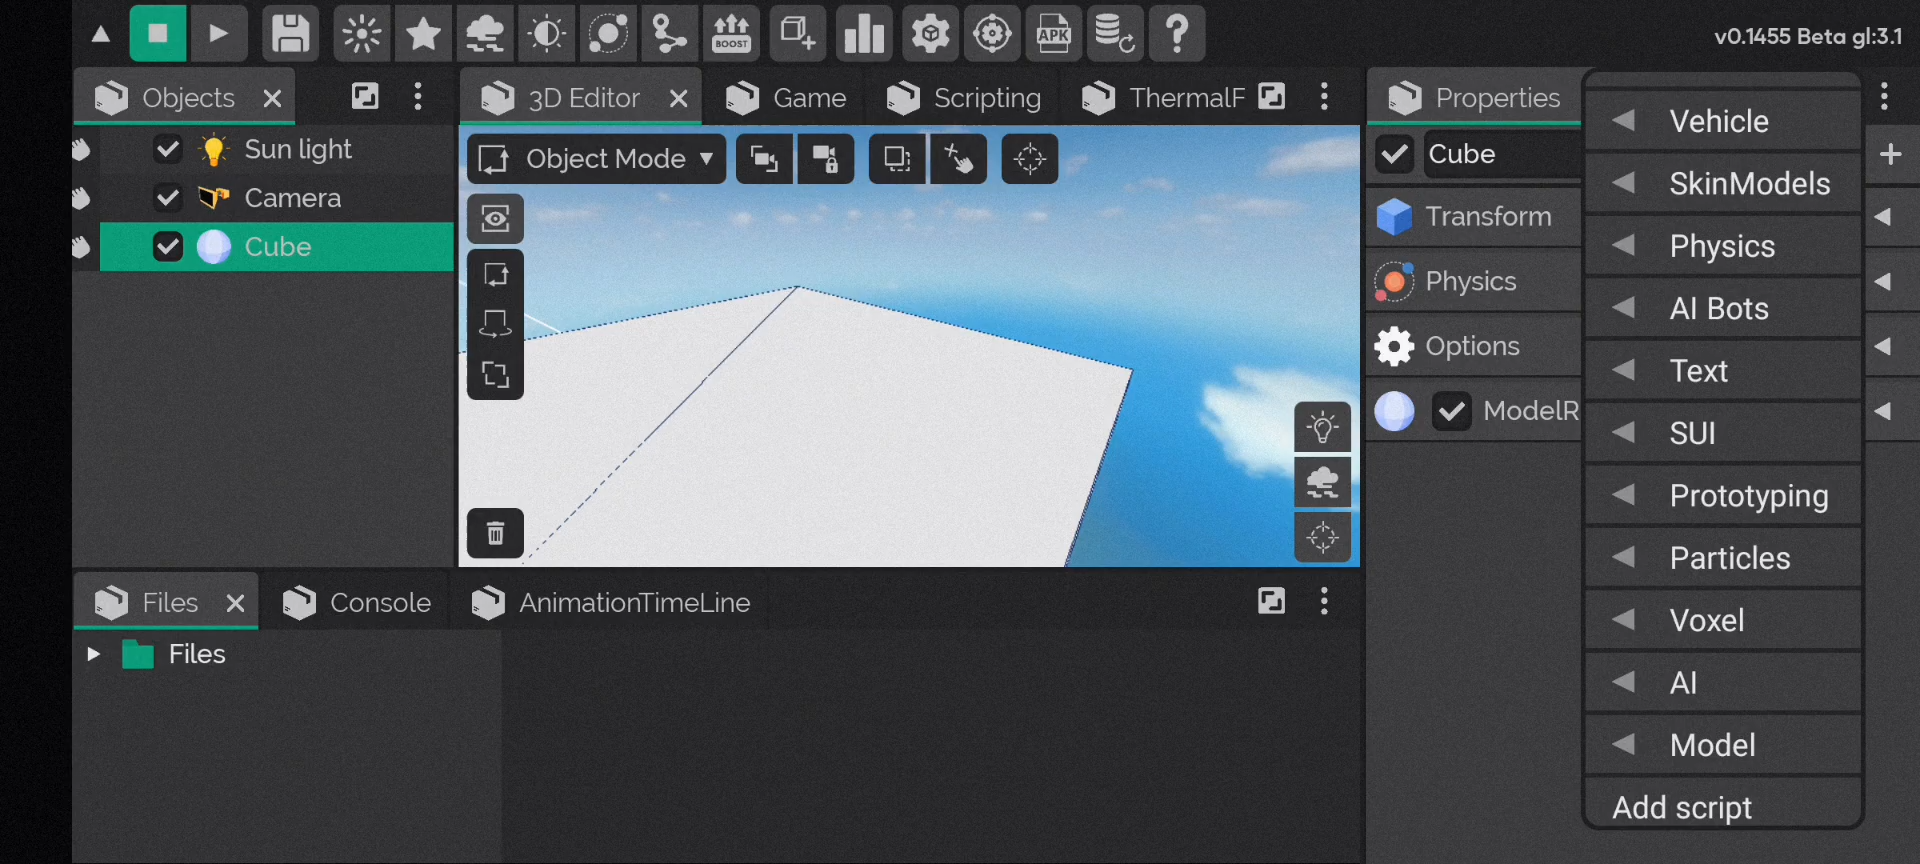 BOOST
APK
v0.1455 Beta gl:3.1
Objects
3D Editor
Game
Scripting
ThermalF
Properties
Sun light
Camera
Cube
Object Mode
Cube
Transform
Physics
Options
ModelR
Vehicle
SkinModels
Physics
AI Bots
Text
SUI
Prototyping
Particles
Voxel
AI
Model
Add script
Files
Console
AnimationTimeLine
Files